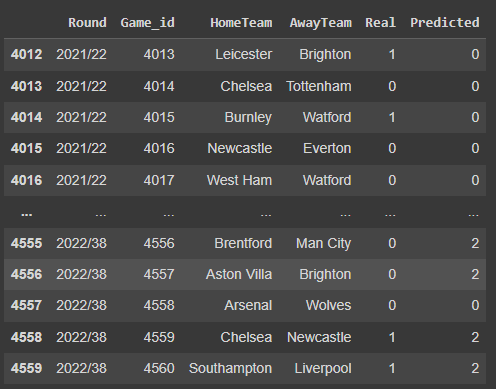 Round Game_id HomeTeam AwayTeam Real Predicted
4012 2021/22 4013 Leicester Brighton 1 0
4013 2021/22 4014 Chelsea Tottenham 0 0
4014 2021/22 4015 Burnley Watford 1 0
4015 2021/22 4016 Newcastle Everton 0 0
4016 2021/22 4017 West Ham Watford 0 0
... ... ... ... ... ... ...
4555 2022/38 4556 Brentford Man City 0 2
4556 2022/38 4557 Aston Villa Brighton 0 2
4557 2022/38 4558 Arsenal Wolves 0 0
4558 2022/38 4559 Chelsea Newcastle 1 2
4559 2022/38 4560 Southampton Liverpool 1 2